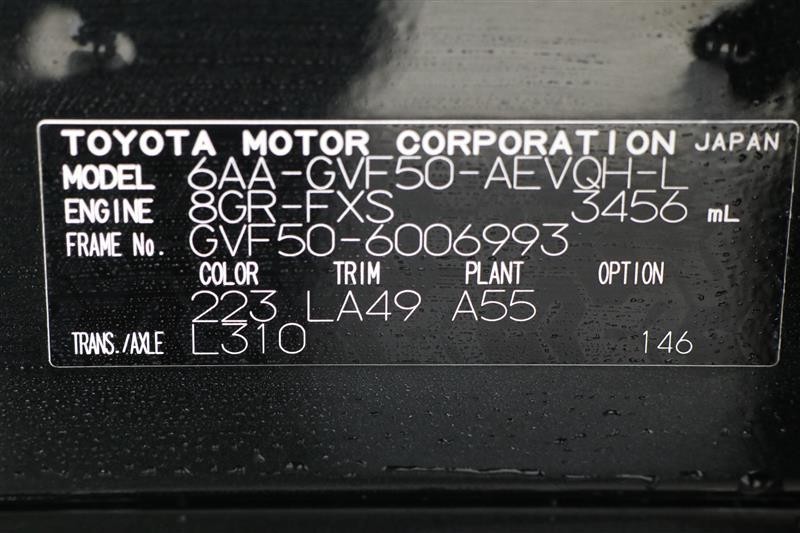 TOYOTA MOTOR CORPORATION JAPAN
MODEL 6AA-GVF50-AEVQH-L
ENGINE 8GR-FXS 3456 mL
FRAME No. GVF50-6006993
COLOR TRIM PLANT OPTION
223 LA49 A55
TRANS./AXLE L310 146